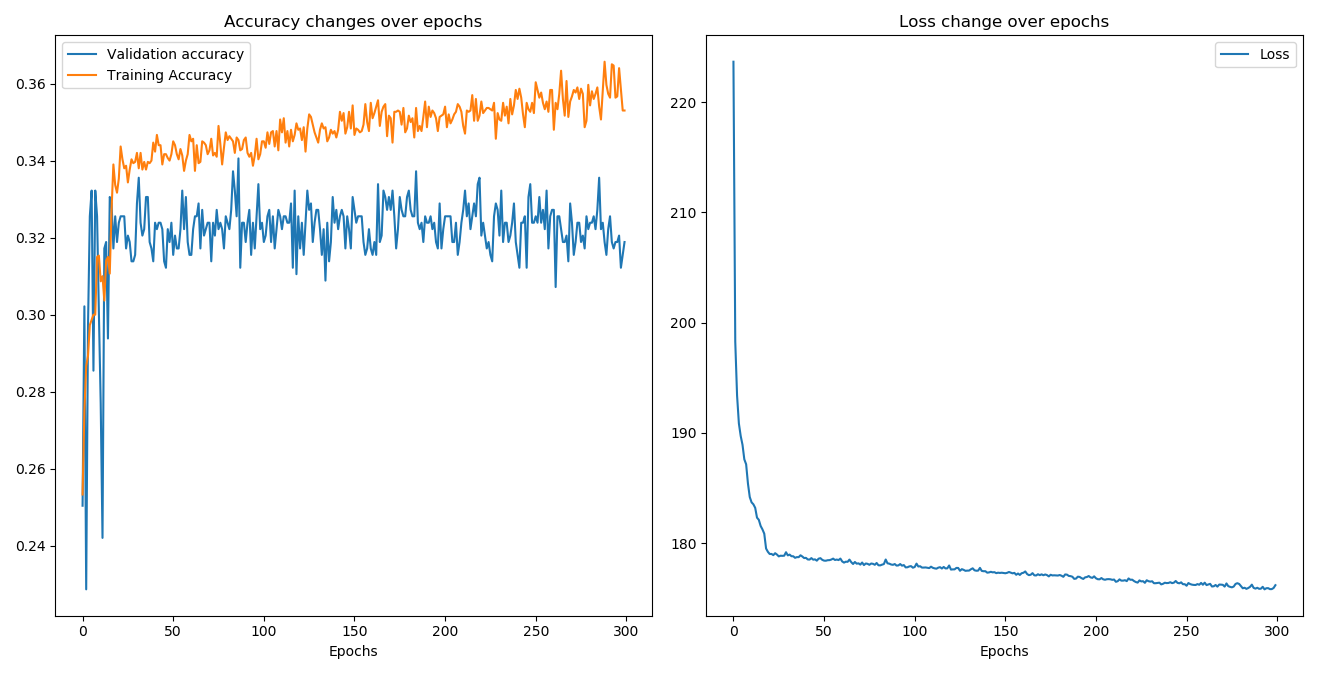 Accuracy changes over epochs
Validation accuracy
Training Accuracy
0.36
0.34
0.32
0.30
0.28
0.26
0.24
0 50 100 150 200 250 300
Epochs
Loss change over epochs
Loss
220
210
200
190
180
0 50 100 150 200 250 300
Epochs